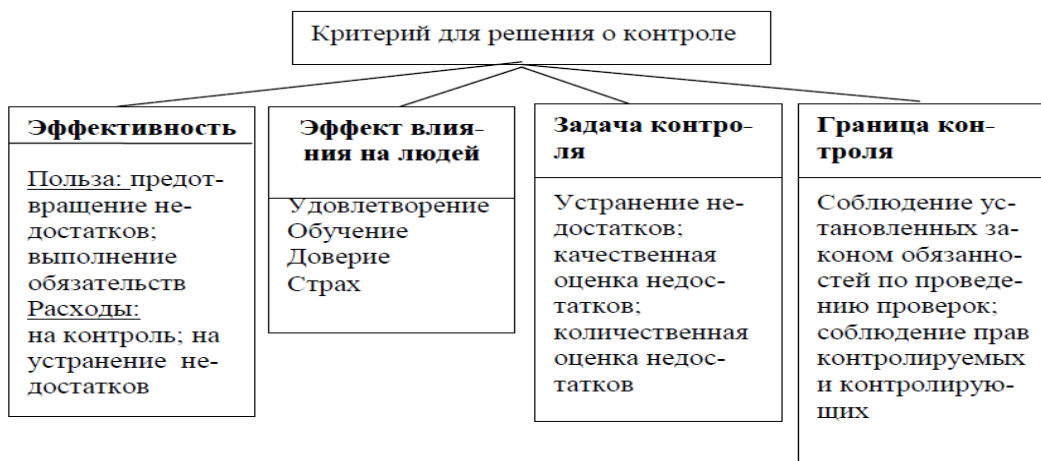 Критерий для решения о контроле
Эффективность
Польза: предот-
вращение не-
достатков;
выполнение
обязательств
Расходы:
на контроль; на
устранение не-
достатков
Эффект влия-
ния на людей
Удовлетворение
Обучение
Доверие
Страх
Задача контро-
ля
Устранение не-
достатков;
качественная
оценка недос-
татков;
количественная
оценка недос-
татков
Граница кон-
троля
Соблюдение ус-
тановленных за-
коном обязанно-
стей по проведе-
нию проверок;
соблюдение прав
контролируемых
и контролирую-
щих